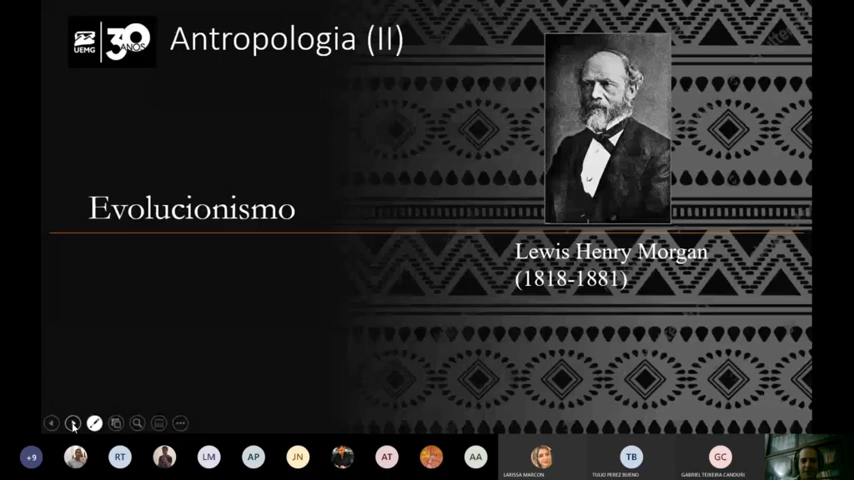 UEMG
30
ANOS
Antropologia (II)
Evolucionismo
Lewis Henry Morgan
(1818-1881)
+9
RT
LM
AP
JN
AT
AA
TB
GC
LARISSA MARCON
TULIO PEREZ BUENO
GABRIEL TEIXEIRA CANDURI